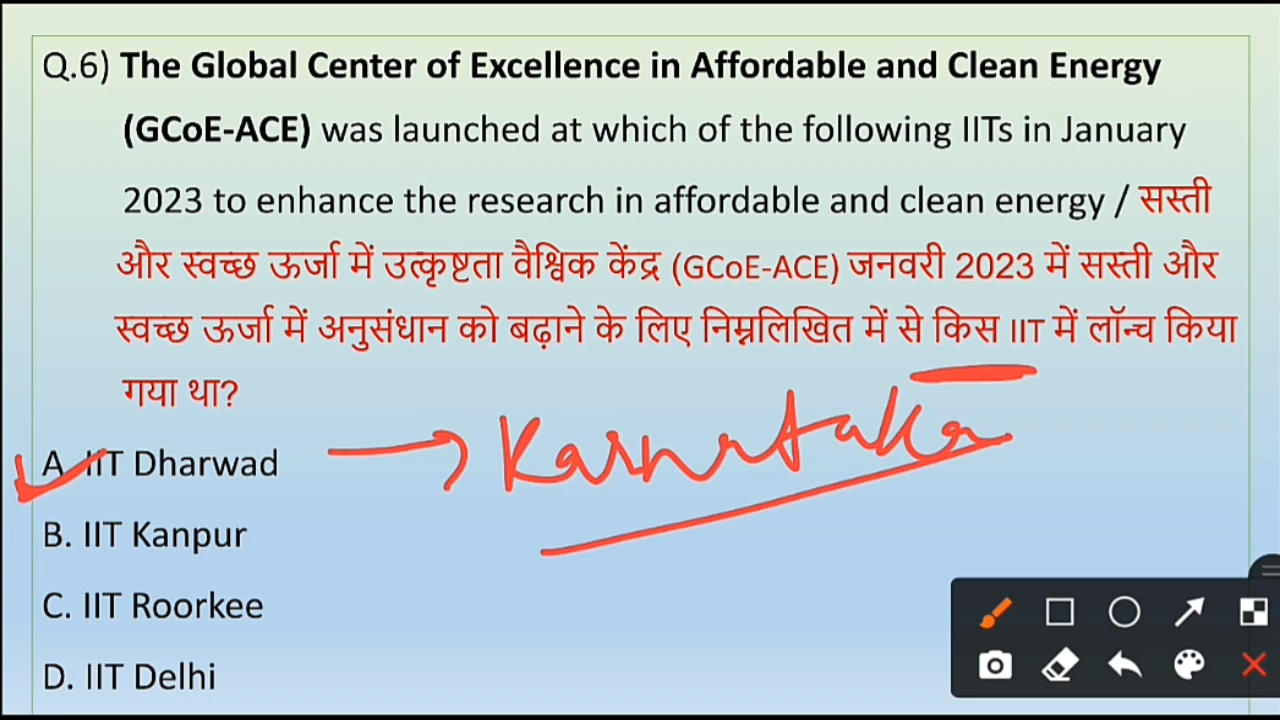 Q.6) The Global Center of Excellence in Affordable and Clean Energy
(GCoE-ACE) was launched at which of the following IITs in January
2023 to enhance the research in affordable and clean energy / सस्ती
और स्वच्छ ऊर्जा में उत्कृष्टता वैश्विक केंद्र (GCoE-ACE) जनवरी 2023 में सस्ती और
स्वच्छ ऊर्जा में अनुसंधान को बढ़ाने के लिए निम्नलिखित में से किस IIT में लॉन्च किया
गया था?
A. IIT Dharwad
Karnataka
B. IIT Kanpur
C. IIT Roorkee
D. IIT Delhi